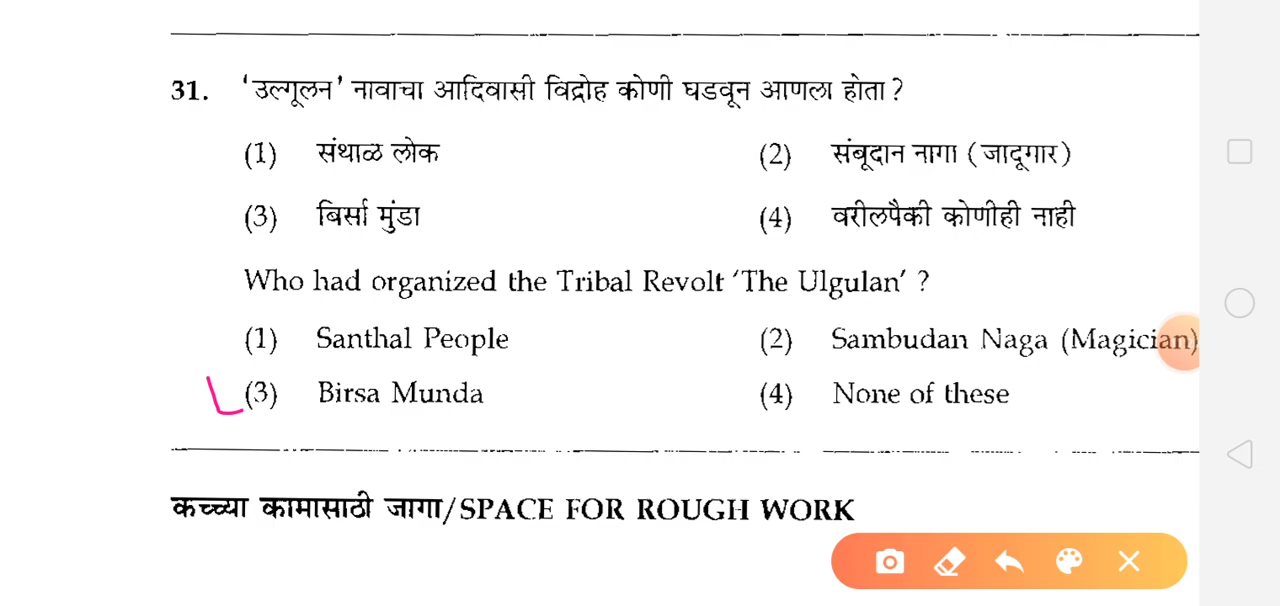 31. 'उल्गूलन' नावाचा आदिवासी विद्रोह कोणी घडवून आणला होता ?
(1) संथाळ लोक (2) संबूदान नागा (जादूगार)
(3) बिर्सा मुंडा (4) वरीलपैकी कोणीही नाही
Who had organized the Tribal Revolt 'The Ulgulan' ?
(1) Santhal People (2) Sambudan Naga (Magician)
(3) Birsa Munda (4) None of these
कच्च्या कामासाठी जागा/SPACE FOR ROUGH WORK